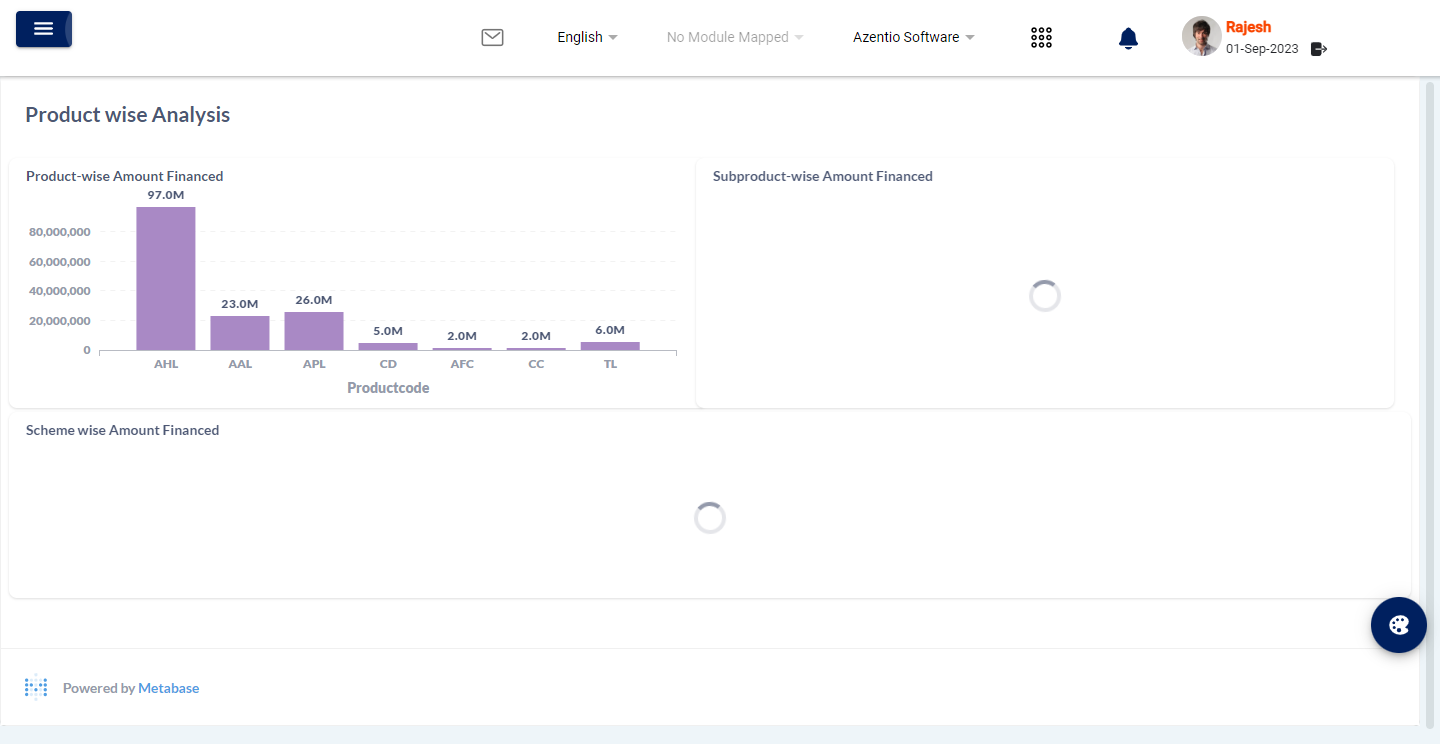 English
No Module Mapped
Azentio Software
Rajesh
01-Sep-2023
Product wise Analysis
Product-wise Amount Financed
97.0M
80,000,000
60,000,000
40,000,000
20,000,000
0
23.0M
26.0M
5.0M
2.0M
2.0M
6.0M
AHL AAL APL CD AFC CC TL
Productcode
Subproduct-wise Amount Financed
Scheme wise Amount Financed
Powered by Metabase